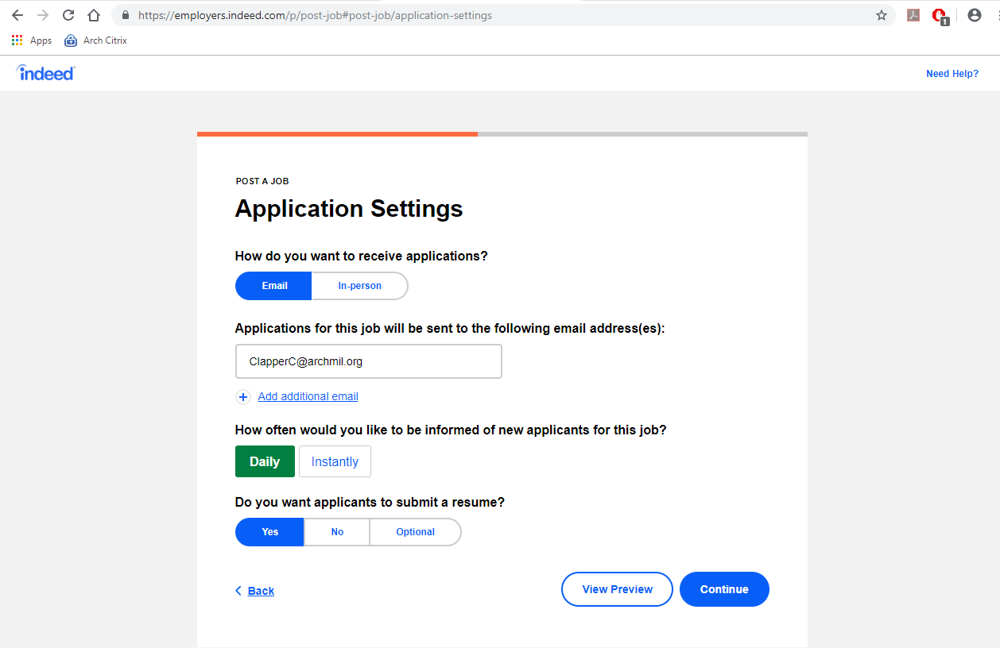 https://employers.indeed.com/p/post-job#post-job/application-settings
1
Apps Arch Citrix
indeed
Need Help?
POST A JOB
Application Settings
How do you want to receive applications?
Email In-person
Applications for this job will be sent to the following email address(es):
ClapperC@archmil.org
+ Add additional email
How often would you like to be informed of new applicants for this job?
Daily Instantly
Do you want applicants to submit a resume?
Yes No Optional
Back View Preview Continue